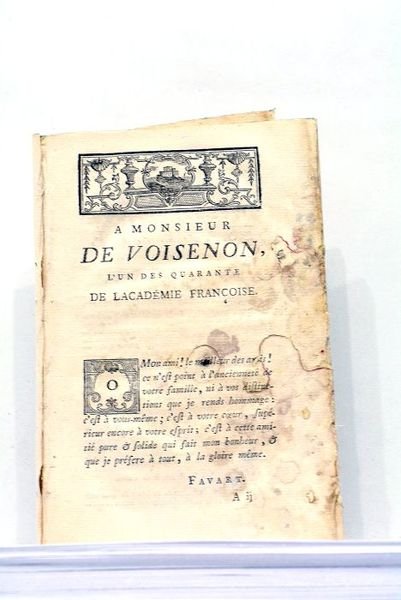 A MONSIEUR
DE VOISENON,
L'UN DES QUARANTE
DE LACADÉMIE FRANÇOISE.
O Mon ami! le meilleur des amis!
ce n'est point à l'ancienneté de
votre famille, ni à vos distinc-
tions que je rends hommage:
c'est à vous-même; c'est à votre cœur, supé-
rieur encore à votre esprit; c'est à cette ami-
tié pure & solide qui fait mon bonheur, &
que je préfére à tout, à la gloire même.
FAVART.
A ij